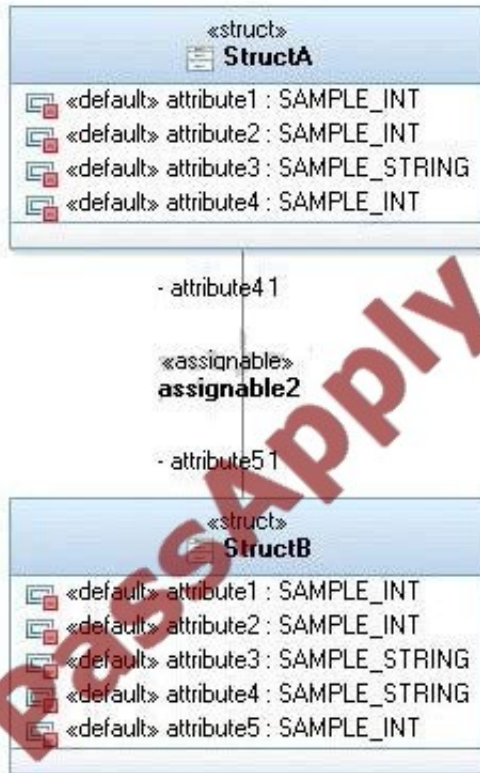 «struct»
StructA
«default» attribute1 : SAMPLE_INT
«default» attribute2 : SAMPLE_INT
«default» attribute3 : SAMPLE_STRING
«default» attribute4 : SAMPLE_INT
- attribute4 1
«assignable»
assignable2
- attribute5 1
«struct»
StructB
«default» attribute1 : SAMPLE_INT
«default» attribute2 : SAMPLE_INT
«default» attribute3 : SAMPLE_STRING
«default» attribute4 : SAMPLE_STRING
«default» attribute5 : SAMPLE_INT
PassApply